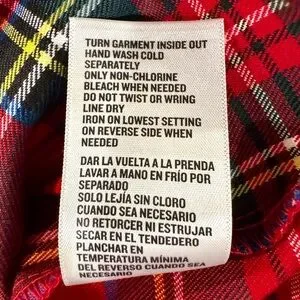 TURN GARMENT INSIDE OUT
HAND WASH COLD
SEPARATELY
ONLY NON-CHLORINE
BLEACH WHEN NEEDED
DO NOT TWIST OR WRING
LINE DRY
IRON ON LOWEST SETTING
ON REVERSE SIDE WHEN
NEEDED
DAR LA VUELTA A LA PRENDA
LAVAR A MANO EN FRÍO POR
SEPARADO
SOLO LEJÍA SIN CLORO
CUANDO SEA NECESARIO
NO RETORCER NI ESTRUJAR
SECAR EN EL TENDEDERO
PLANCHAR EN
TEMPERATURA MÍNIMA
DEL REVERSO CUANDO SEA
NECESARIO